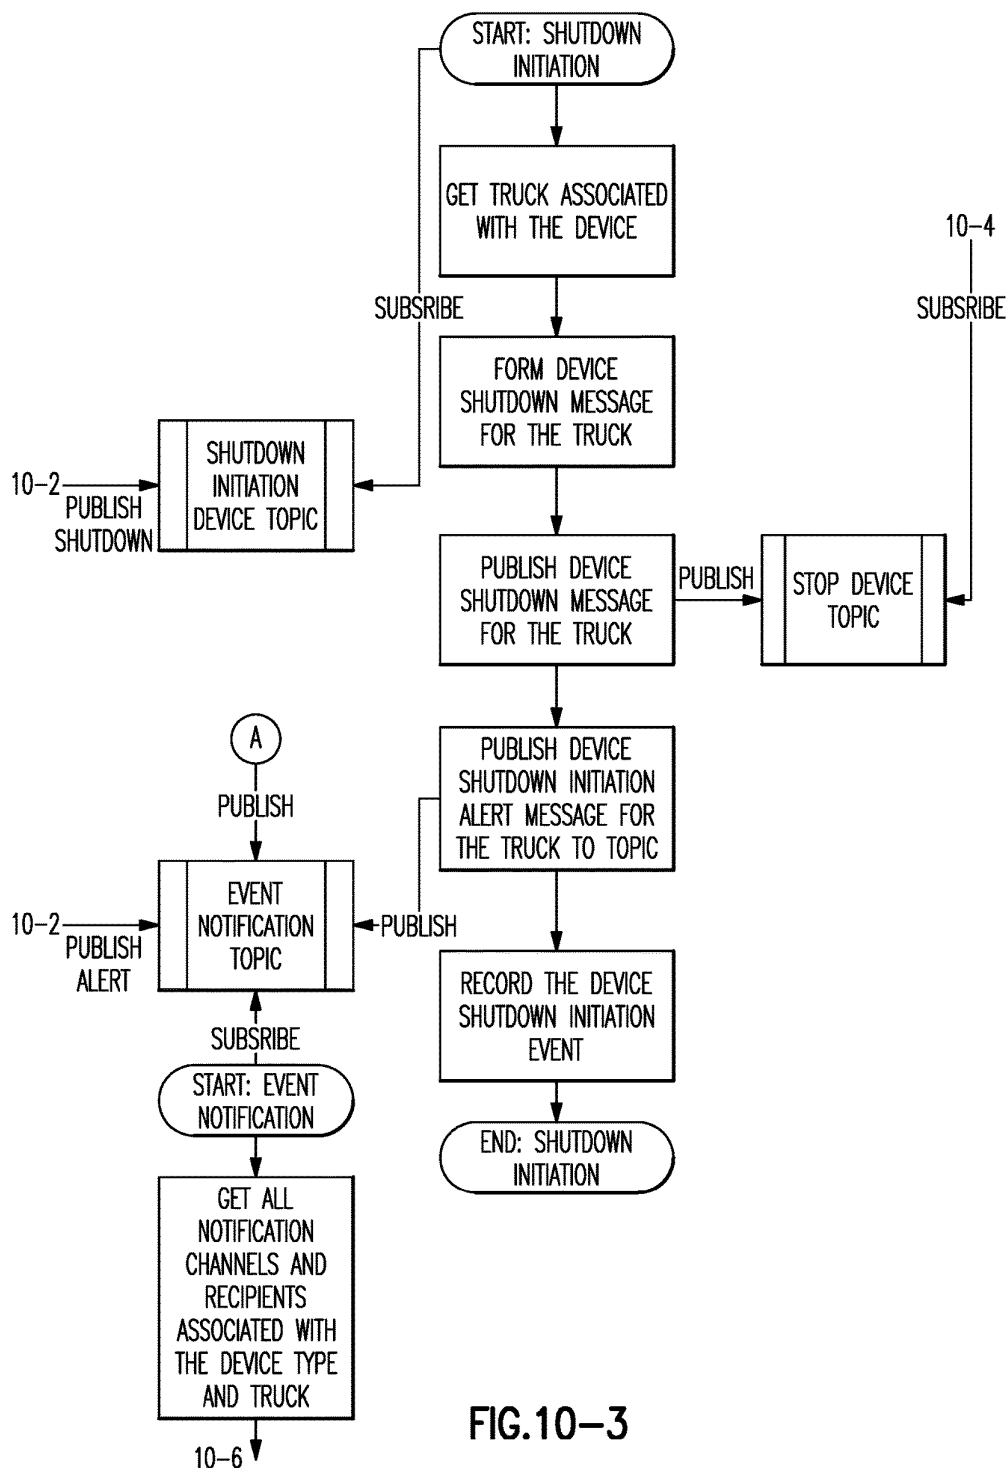 START: SHUTDOWN
INITIATION
GET TRUCK ASSOCIATED
WITH THE DEVICE
10-4
SUBSRIBE
SUBSRIBE
FORM DEVICE
SHUTDOWN MESSAGE
FOR THE TRUCK
SHUTDOWN
INITIATION
DEVICE TOPIC
10-2
PUBLISH
SHUTDOWN
PUBLISH DEVICE
SHUTDOWN MESSAGE
FOR THE TRUCK
PUBLISH
STOP DEVICE
TOPIC
A
PUBLISH
PUBLISH DEVICE
SHUTDOWN INITIATION
ALERT MESSAGE FOR
THE TRUCK TO TOPIC
EVENT
NOTIFICATION
TOPIC
10-2
PUBLISH
ALERT
PUBLISH
RECORD THE DEVICE
SHUTDOWN INITIATION
EVENT
SUBSRIBE
START: EVENT
NOTIFICATION
END: SHUTDOWN
INITIATION
GET ALL
NOTIFICATION
CHANNELS AND
RECIPIENTS
ASSOCIATED WITH
THE DEVICE TYPE
AND TRUCK
10-6
FIG.10-3